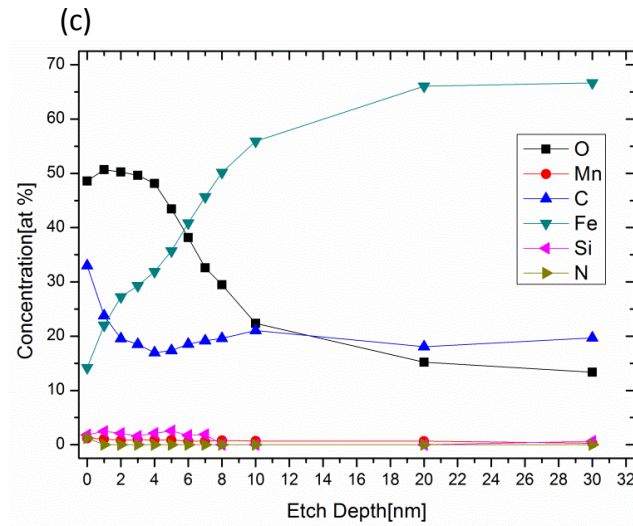 (c)
70
60
50
40
30
20
10
0
Concentration[at %]
O
Mn
C
Fe
Si
N
0 2 4 6 8 10 12 14 16 18 20 22 24 26 28 30 32
Etch Depth[nm]